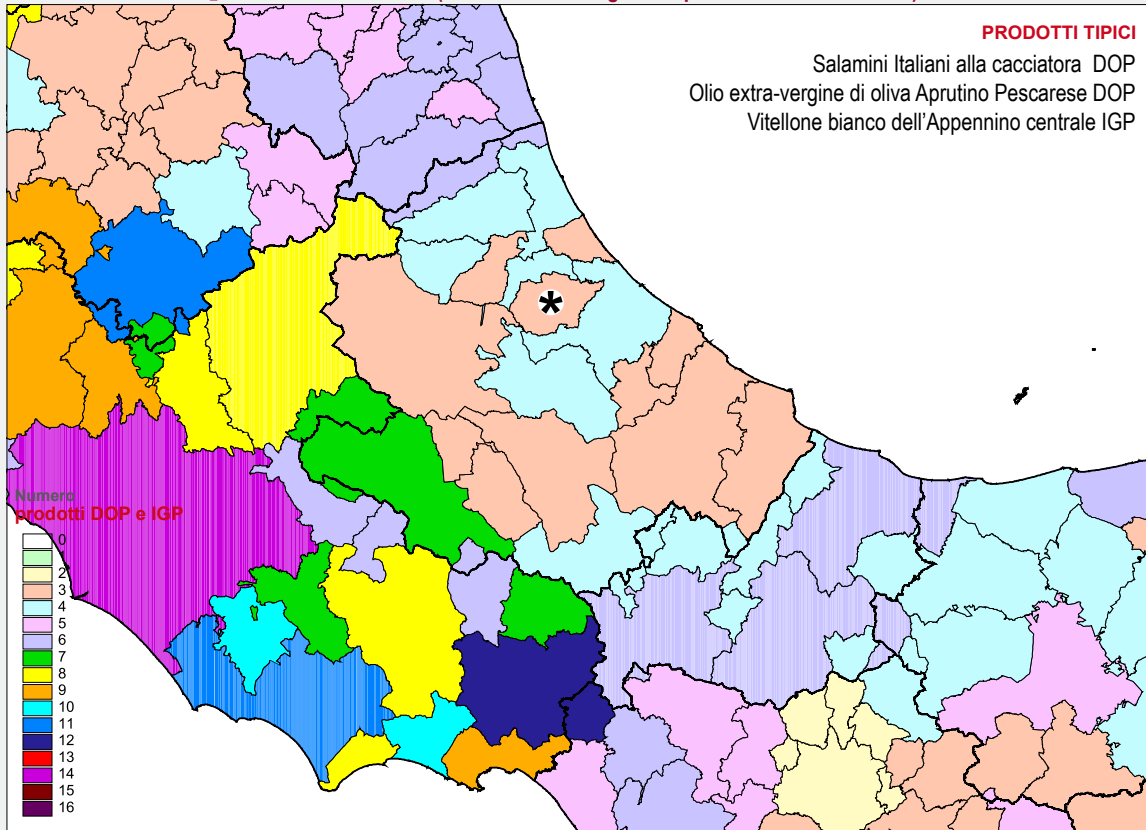 PRODOTTI TIPICI
Salamini Italiani alla cacciatora DOP
Olio extra-vergine di oliva Aprutino Pescarese DOP
Vitellone bianco dell'Appennino centrale IGP
*
Numero
prodotti DOP e IGP
0
2
3
4
5
6
7
8
9
10
11
12
13
14
15
16